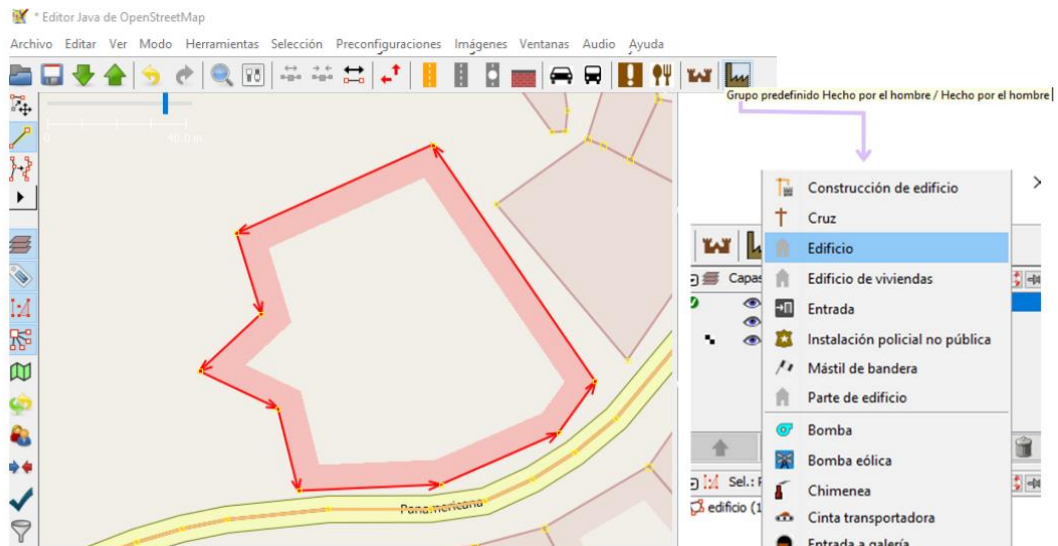 * Editor Java de OpenStreetMap
Archivo Editar Ver Modo Herramientas Selección Preconfiguraciones Imágenes Ventanas Audio Ayuda
Grupo predefinido Hecho por el hombre / Hecho por el hombre
0 40.0 m
Construcción de edificio
Cruz
Edificio
Capas
Edificio de viviendas
Entrada
Instalación policial no pública
Mástil de bandera
Parte de edificio
Bomba
Bomba eólica
Sel.:
Chimenea
Panamericana
edificio (1
Cinta transportadora
Entrada a galería